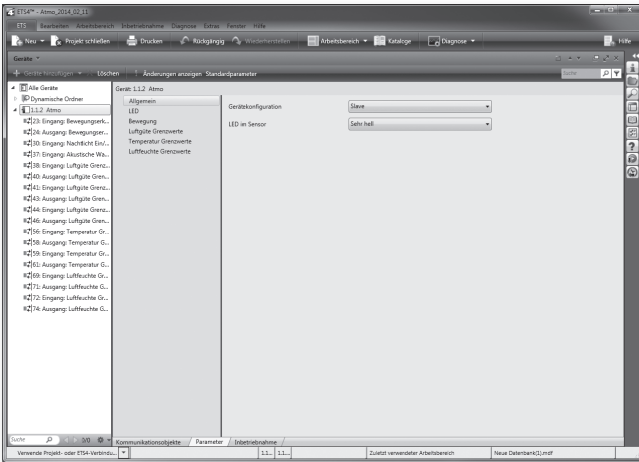 ETS4™ - Atmo_2014_02_11
ETS Bearbeiten Arbeitsbereich Inbetriebnahme Diagnose Extras Fenster Hilfe
Neu Projekt schließen Drucken Rückgängig Wiederherstellen Arbeitsbereich Kataloge Diagnose Hilfe
Geräte
Geräte hinzufügen Löschen Änderungen anzeigen Standardparameter Suche
Alle Geräte
Dynamische Ordner
1.1.2 Atmo
23: Eingang: Bewegungserk...
24: Ausgang: Bewegungser...
30: Eingang: Nachtlicht Ein/...
37: Eingang: Akustische Wa...
38: Eingang: Luftgüte Grenz...
40: Ausgang: Luftgüte Gren...
41: Eingang: Luftgüte Grenz...
43: Ausgang: Luftgüte Gren...
44: Eingang: Luftgüte Grenz...
46: Ausgang: Luftgüte Gren...
56: Eingang: Temperatur Gr...
58: Ausgang: Temperatur G...
59: Eingang: Temperatur Gr...
61: Ausgang: Temperatur G...
69: Eingang: Luftfeuchte Gr...
71: Ausgang: Luftfeuchte G...
72: Eingang: Luftfeuchte Gr...
74: Ausgang: Luftfeuchte G...
Gerät: 1.1.2 Atmo
Allgemein
LED
Bewegung
Luftgüte Grenzwerte
Temperatur Grenzwerte
Luftfeuchte Grenzwerte
Gerätekonfiguration Slave
LED im Sensor Sehr hell
Suche 0/0
Kommunikationsobjekte Parameter Inbetriebnahme
Verwende Projekt- oder ETS4-Verbindu... 1.1... 1.1... Zuletzt verwendeter Arbeitsbereich Neue Datenbank(1).mdf